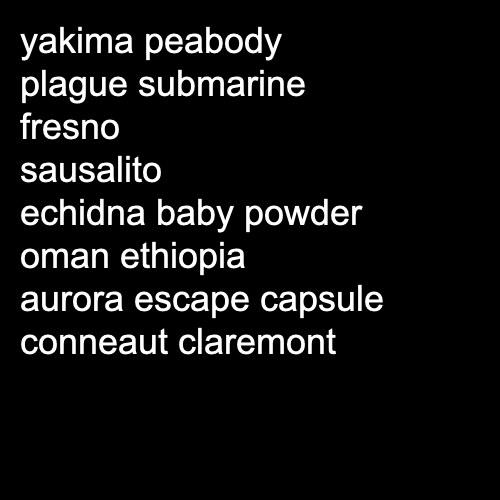 yakima peabody
plague submarine
fresno
sausalito
echidna baby powder
oman ethiopia
aurora escape capsule
conneaut claremont